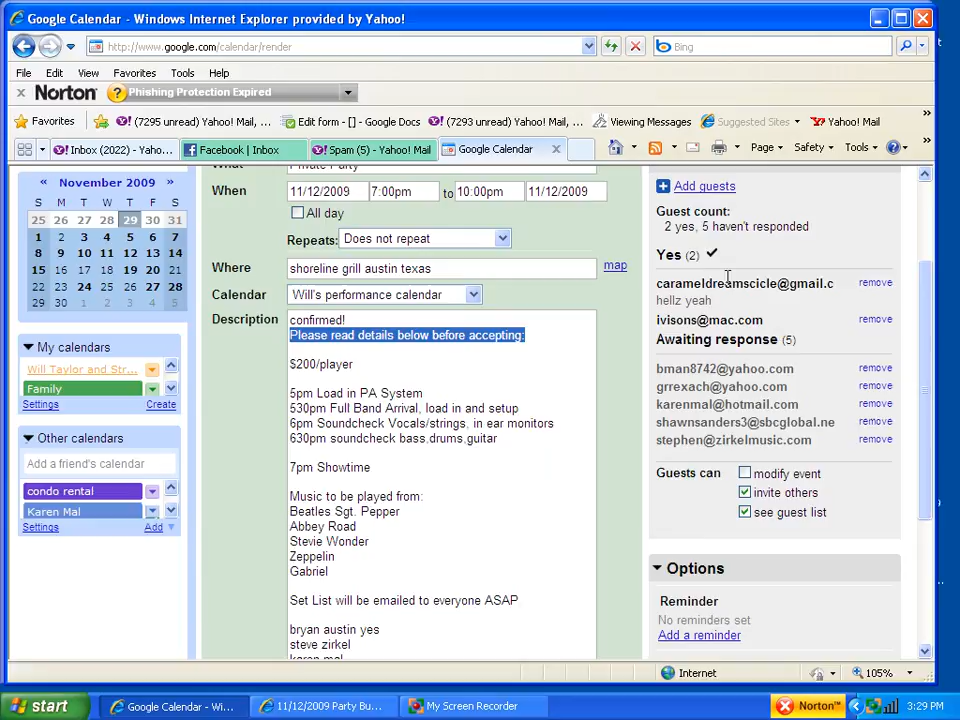 Google Calendar - Windows Internet Explorer provided by Yahoo!
http://www.google.com/calendar/render
Bing
File Edit View Favorites Tools Help
x Norton ? Phishing Protection Expired
Favorites Y! (7295 unread) Yahoo! Mail, ... Edit form - [] - Google Docs Y! (7293 unread) Yahoo! Mail, ... Viewing Messages Suggested Sites Y! Yahoo! Mail »
Y! Inbox (2022) - Yaho... Facebook | Inbox Y! Spam (5) - Yahoo! Mail Google Calendar x Page Safety Tools »
« November 2009 »
S M T W T F S
25 26 27 28 29 30 31
1 2 3 4 5 6 7
8 9 10 11 12 13 14
15 16 17 18 19 20 21
22 23 24 25 26 27 28
29 30 1 2 3 4 5
My calendars
Will Taylor and Str...
Family
Settings Create
Other calendars
Add a friend's calendar
condo rental
Karen Mal
Settings Add
What Private Party
When 11/12/2009 7:00pm to 10:00pm 11/12/2009
All day
Repeats: Does not repeat
Where shoreline grill austin texas map
Calendar Will's performance calendar
Description confirmed!
Please read details below before accepting:
$200/player
5pm Load in PA System
530pm Full Band Arrival, load in and setup
6pm Soundcheck Vocals/strings, in ear monitors
630pm soundcheck bass,drums,guitar
7pm Showtime
Music to be played from:
Beatles Sgt. Pepper
Abbey Road
Stevie Wonder
Zeppelin
Gabriel
Set List will be emailed to everyone ASAP
bryan austin yes
steve zirkel
karen mal
Add guests
Guest count:
2 yes, 5 haven't responded
Yes (2)
carameldreamscicle@gmail.c remove
hellz yeah
ivisons@mac.com remove
Awaiting response (5)
bman8742@yahoo.com remove
grrexach@yahoo.com remove
karenmal@hotmail.com remove
shawnsanders3@sbcglobal.ne remove
stephen@zirkelmusic.com remove
Guests can modify event
invite others
see guest list
Options
Reminder
No reminders set
Add a reminder
Internet 105%
start Google Calendar - Wi... 11/12/2009 Party Bu... My Screen Recorder Norton™ 3:29 PM